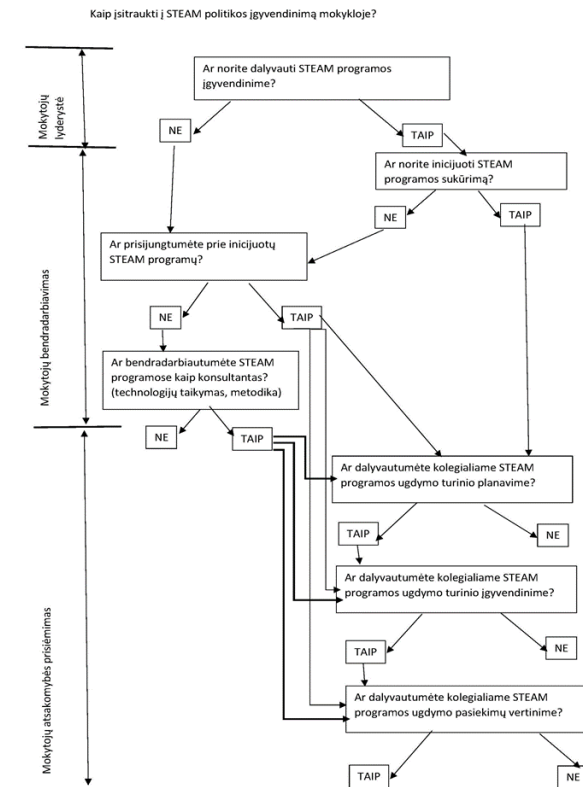 Kaip įsitraukti į STEAM politikos įgyvendinimą mokykloje?
Mokytojų
lyderystė
Ar norite dalyvauti STEAM programos
įgyvendinime?
NE
TAIP
Ar norite inicijuoti STEAM
programos sukūrimą?
NE
TAIP
Mokytojų bendradarbiavimas
Ar prisijungtumėte prie inicijuotų
STEAM programų?
NE
TAIP
Ar bendradarbiautumėte STEAM
programose kaip konsultantas?
(technologijų taikymas, metodika)
NE
TAIP
Mokytojų atsakomybės prisiėmimas
Ar dalyvautumėte kolegialiame STEAM
programos ugdymo turinio planavime?
TAIP
NE
Ar dalyvautumėte kolegialiame STEAM
programos ugdymo turinio įgyvendinime?
TAIP
NE
Ar dalyvautumėte kolegialiame STEAM
programos ugdymo pasiekimų vertinime?
TAIP
NE